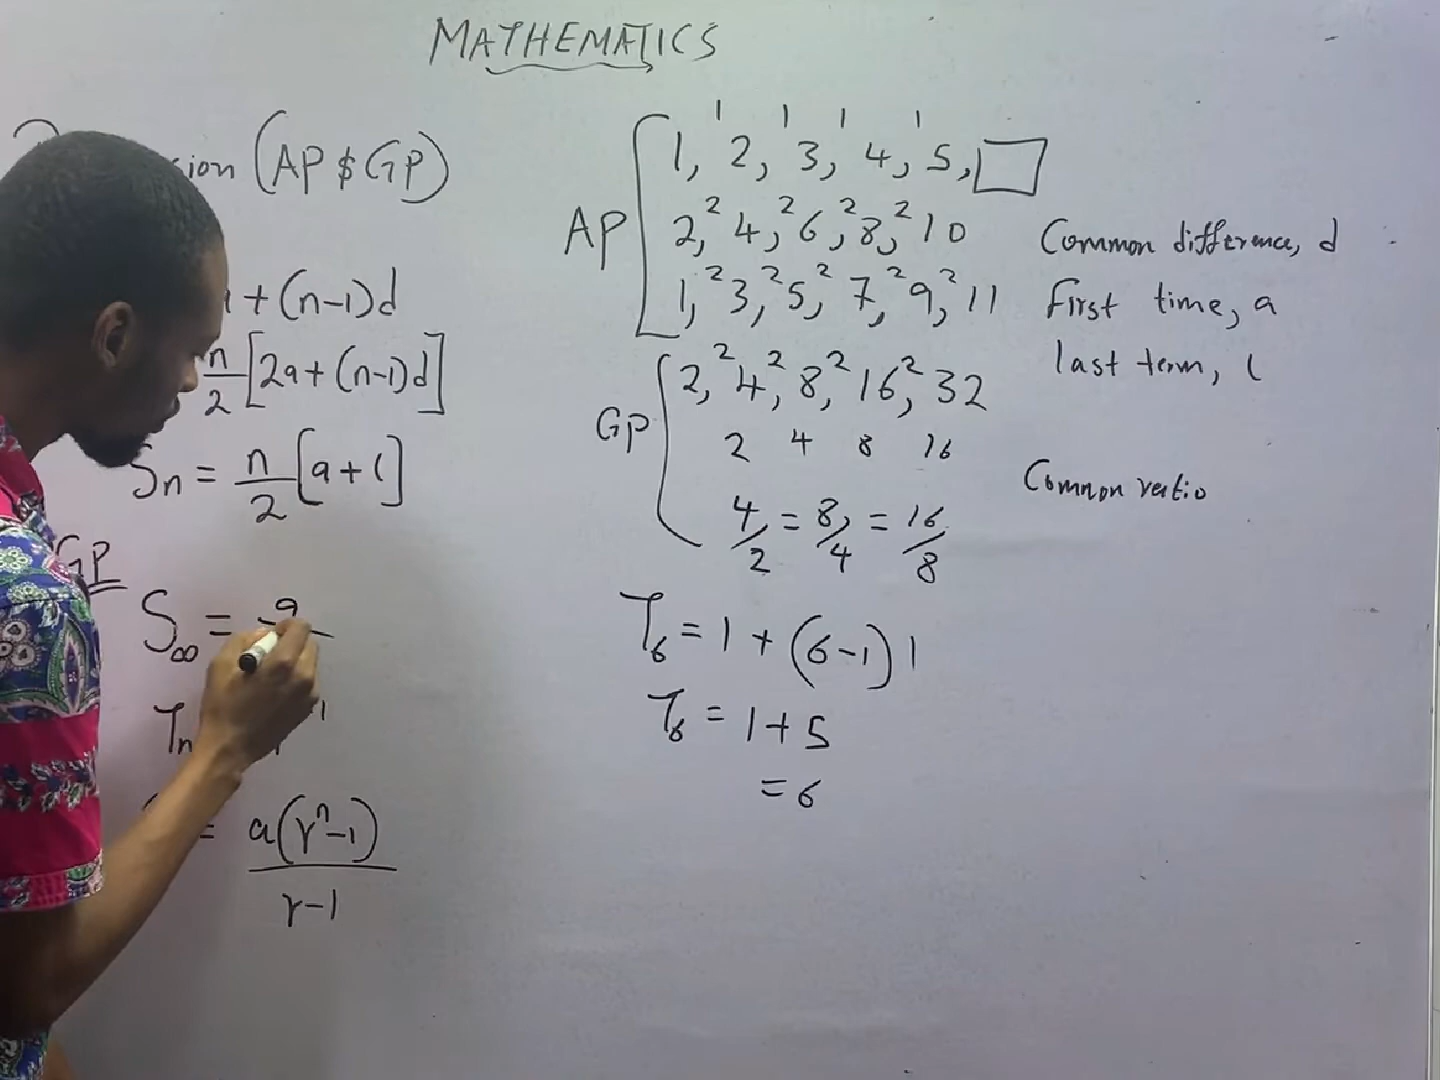 MATHEMATICS
sion (AP $ GP)
+ (n-1)d
n/2 [2a + (n-1)d]
Sn = n/2 [a + l]
GP
S∞ = a
Tn
= a(r^n - 1)
r-1
AP
1 1 1 1
1, 2, 3, 4, 5,
2 2 2 2
2, 4, 6, 8, 10
2 2 2 2 2
1, 3, 5, 7, 9, 11
GP
2 2 2 2
2, 4, 8, 16, 32
2 4 8 16
4/2 = 8/4 = 16/8
T6 = 1 + (6-1) 1
T6 = 1+5
= 6
Common difference, d
First time, a
last term, l
Common ratio